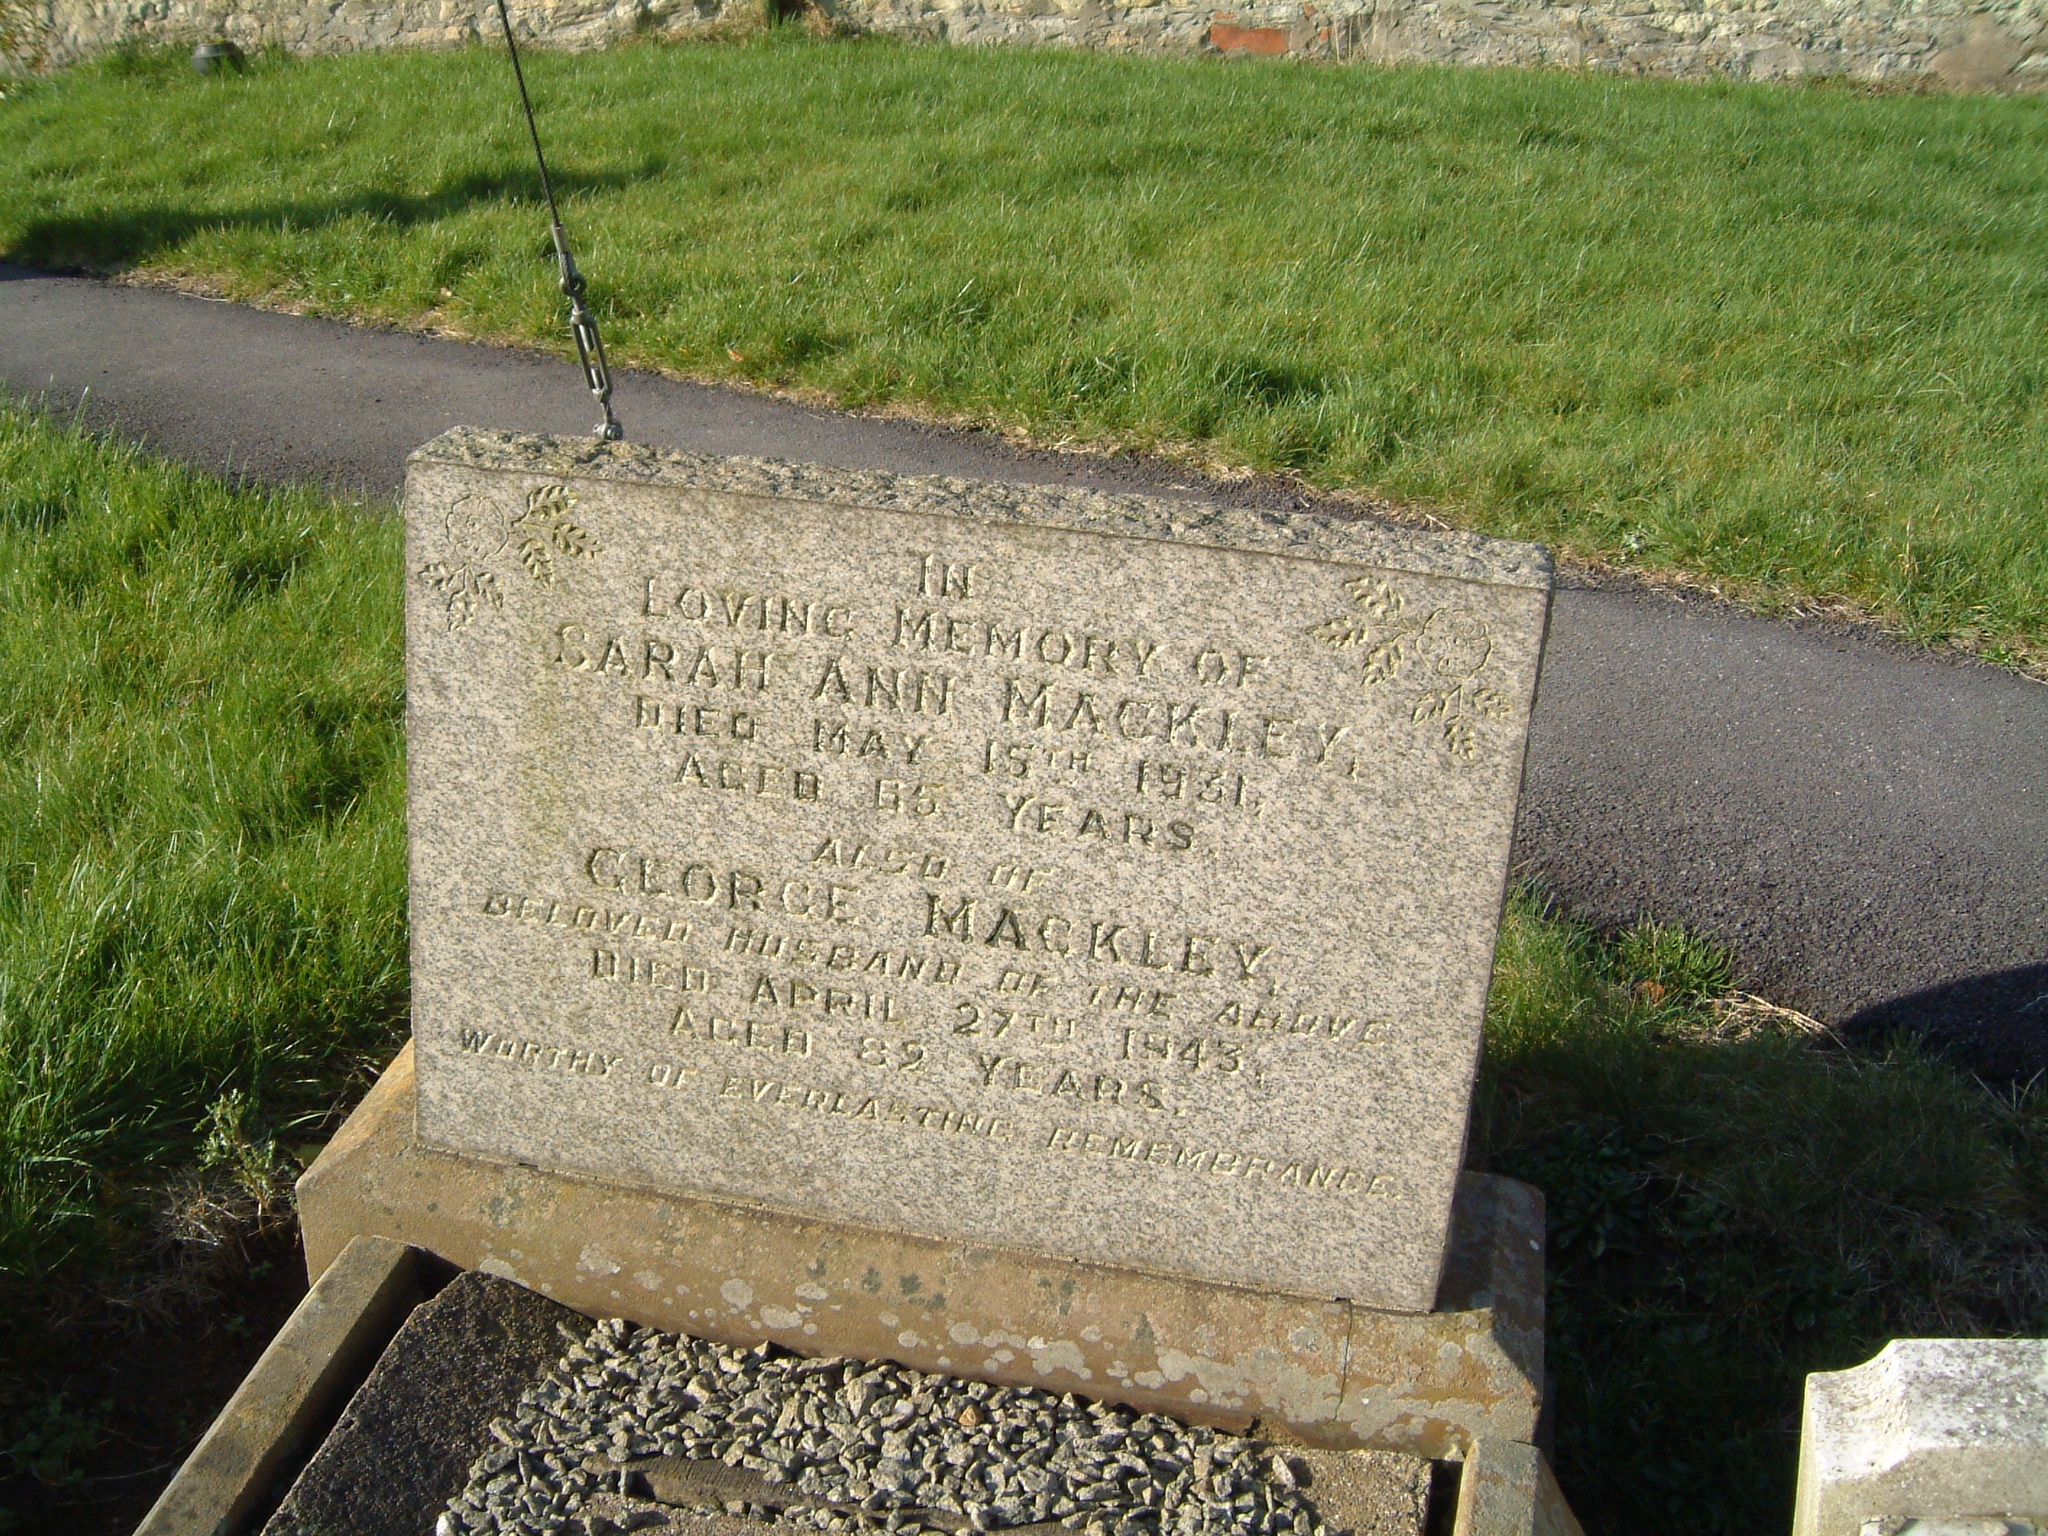 IN
LOVING MEMORY OF
SARAH ANN MACKLEY,
DIED MAY 15TH 1931,
AGED 65 YEARS.
ALSO OF
GEORGE MACKLEY,
BELOVED HUSBAND OF THE ABOVE
DIED APRIL 27TH 1943,
AGED 82 YEARS.
WORTHY OF EVERLASTING REMEMBRANCE.